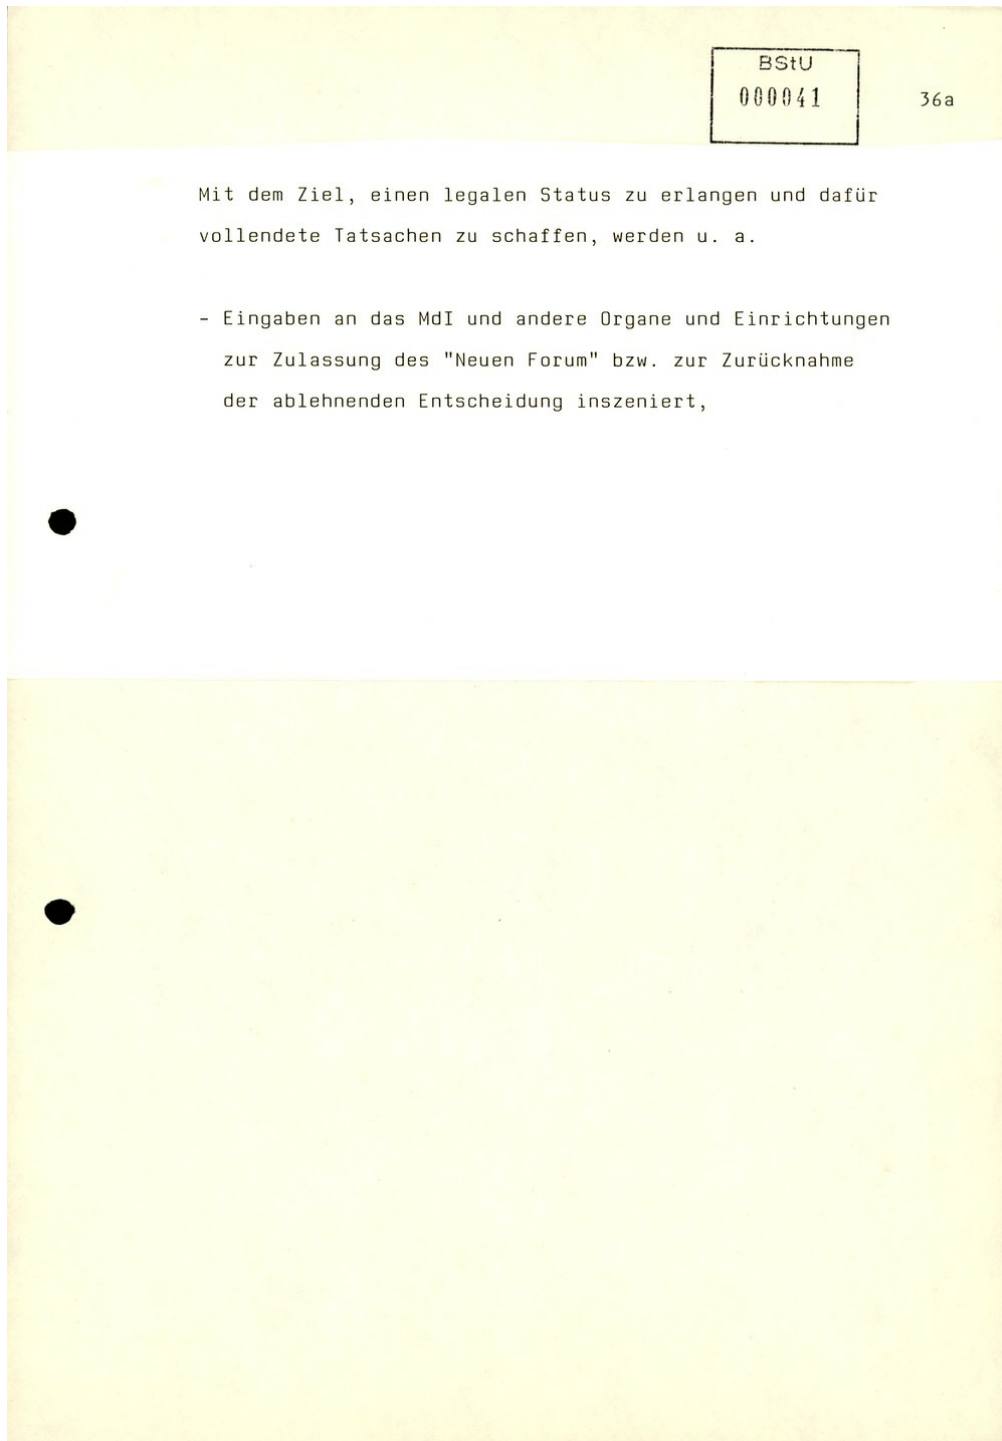 BStU
000041
36a
Mit dem Ziel, einen legalen Status zu erlangen und dafür
vollendete Tatsachen zu schaffen, werden u. a.
- Eingaben an das MdI und andere Organe und Einrichtungen
zur Zulassung des "Neuen Forum" bzw. zur Zurücknahme
der ablehnenden Entscheidung inszeniert,